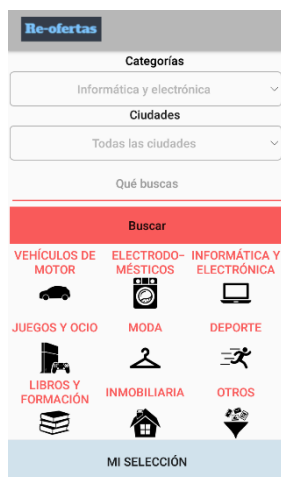 Re-ofertas
Categorías
Informática y electrónica
Ciudades
Todas las ciudades
Qué buscas
Buscar
VEHÍCULOS DE
MOTOR
ELECTRODO-
MÉSTICOS
INFORMÁTICA Y
ELECTRÓNICA
JUEGOS Y OCIO
MODA
DEPORTE
LIBROS Y
FORMACIÓN
INMOBILIARIA
OTROS
MI SELECCIÓN